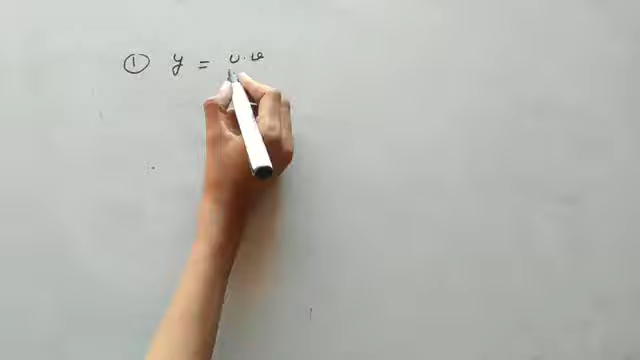 ① y = u.v